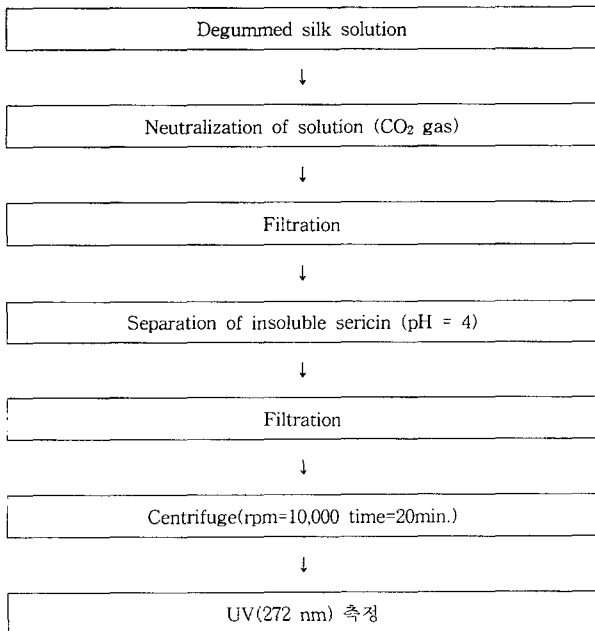 Degummed silk solution
↓
Neutralization of solution (CO₂ gas)
↓
Filtration
↓
Separation of insoluble sericin (pH = 4)
↓
Filtration
↓
Centrifuge(rpm=10,000 time=20min.)
↓
UV(272 nm) 측정